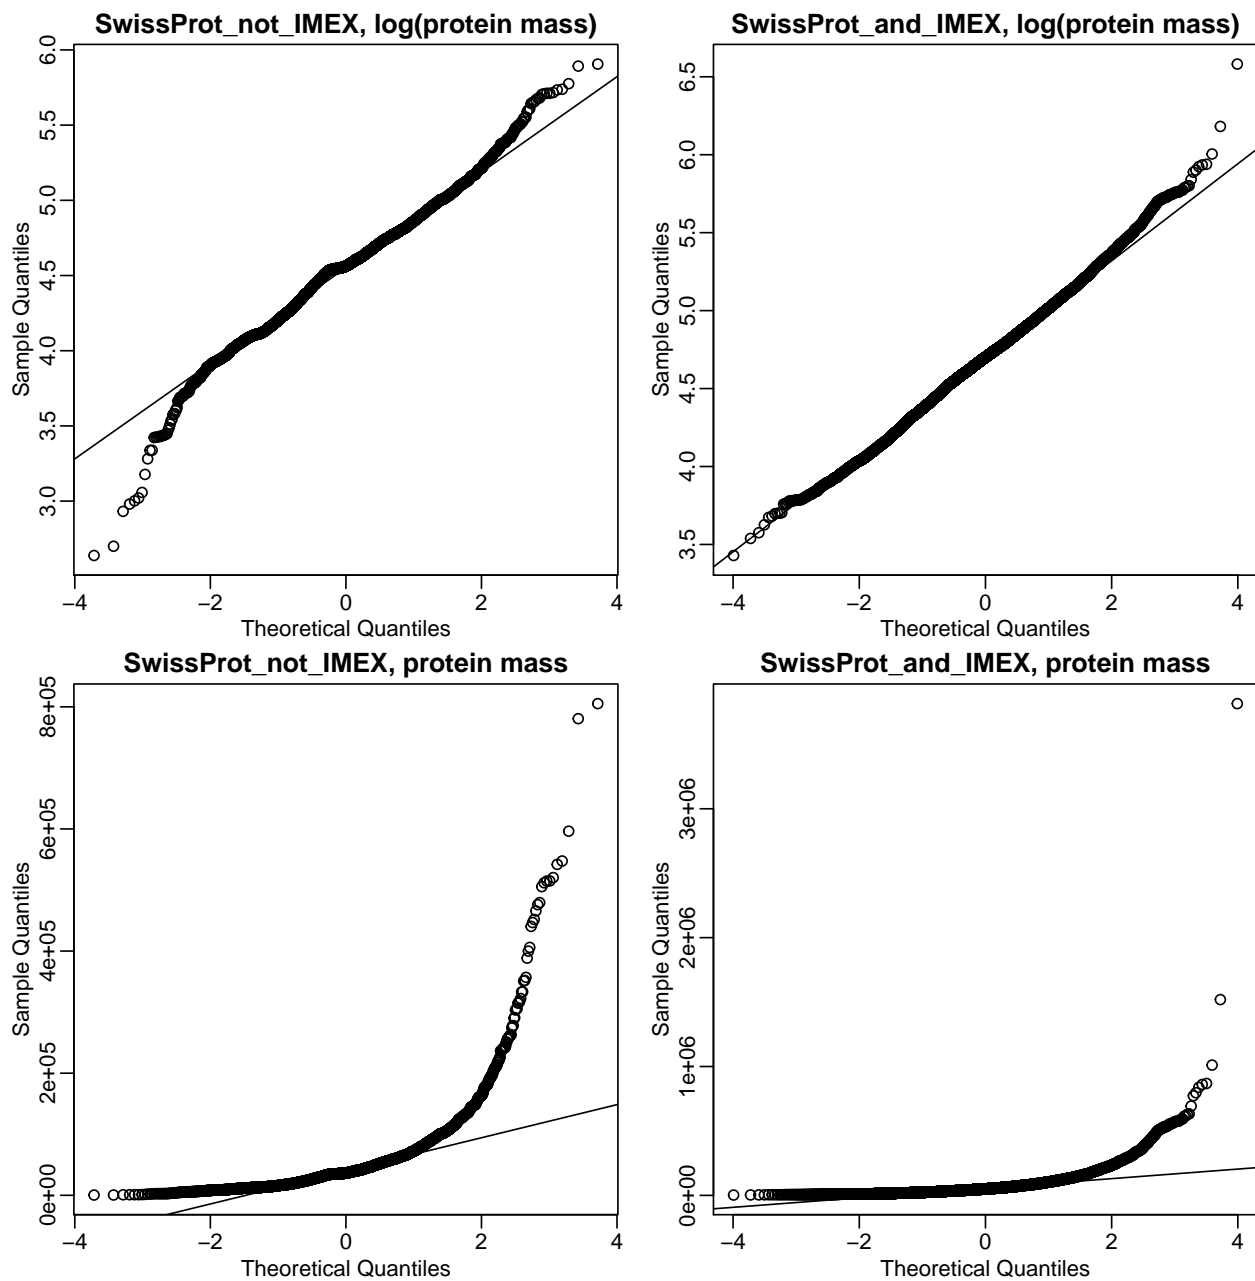 SwissProt_not_IMEX, log(protein mass)
6.0
5.5
5.0
4.5
4.0
3.5
3.0
Sample Quantiles
−4 −2 0 2 4
Theoretical Quantiles
SwissProt_and_IMEX, log(protein mass)
6.5
6.0
5.5
5.0
4.5
4.0
3.5
Sample Quantiles
−4 −2 0 2 4
Theoretical Quantiles
SwissProt_not_IMEX, protein mass
8e+05
6e+05
4e+05
2e+05
0e+00
Sample Quantiles
−4 −2 0 2 4
Theoretical Quantiles
SwissProt_and_IMEX, protein mass
3e+06
2e+06
1e+06
0e+00
Sample Quantiles
−4 −2 0 2 4
Theoretical Quantiles